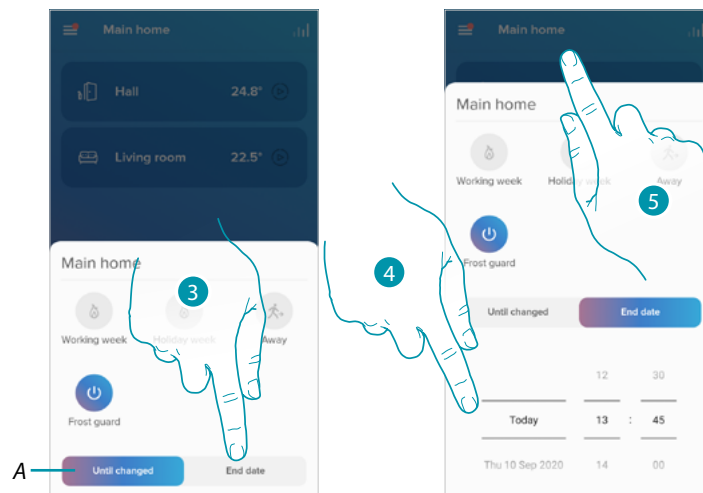 Main home
Hall 24.8°
Living room 22.5°
Main home
3
Working week Holiday week Away
Frost guard
A
Until changed End date
Main home
5
Main home
Working week Holiday week Away
4
Frost guard
Until changed End date
12 30
Today 13 : 45
Thu 10 Sep 2020 14 00